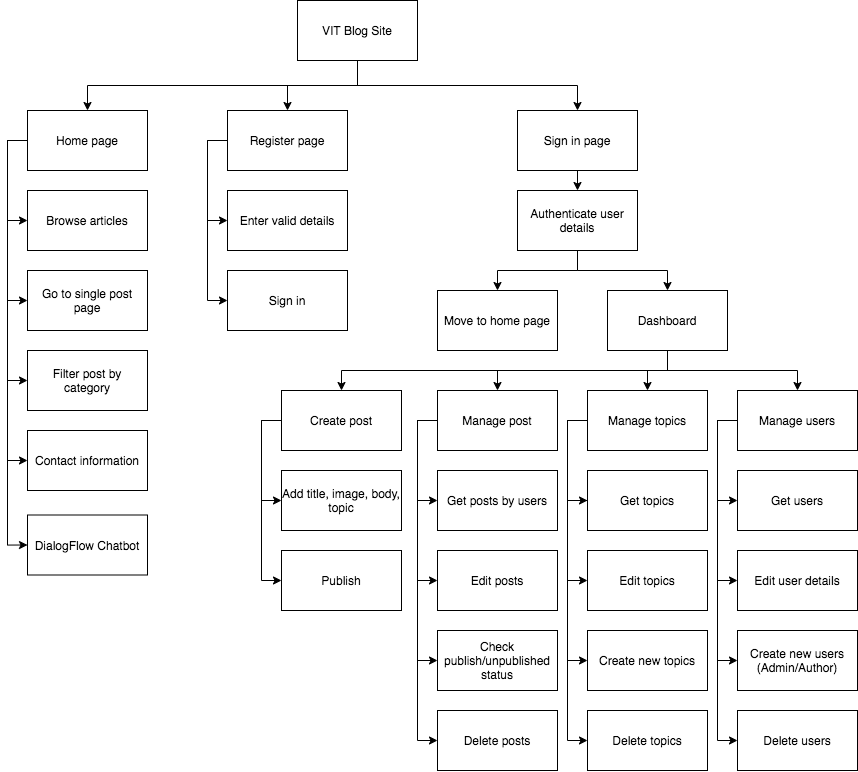 VIT Blog Site
Home page
Register page
Sign in page
Browse articles
Enter valid details
Authenticate user
details
Go to single post
page
Sign in
Move to home page
Dashboard
Filter post by
category
Create post
Manage post
Manage topics
Manage users
Contact information
Add title, image, body,
topic
Get posts by users
Get topics
Get users
DialogFlow Chatbot
Publish
Edit posts
Edit topics
Edit user details
Check
publish/unpublished
status
Create new topics
Create new users
(Admin/Author)
Delete posts
Delete topics
Delete users